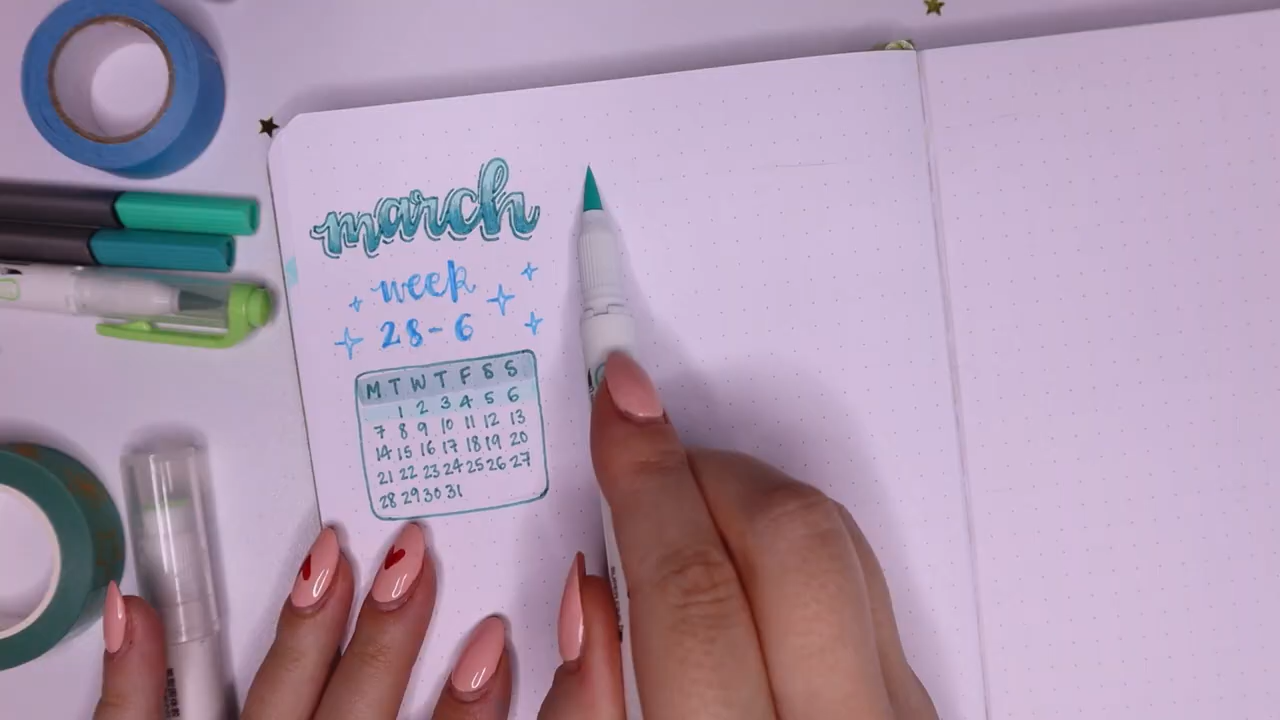 march
week
28-6
M T W T F S S
1 2 3 4 5 6
7 8 9 10 11 12 13
14 15 16 17 18 19 20
21 22 23 24 25 26 27
28 29 30 31